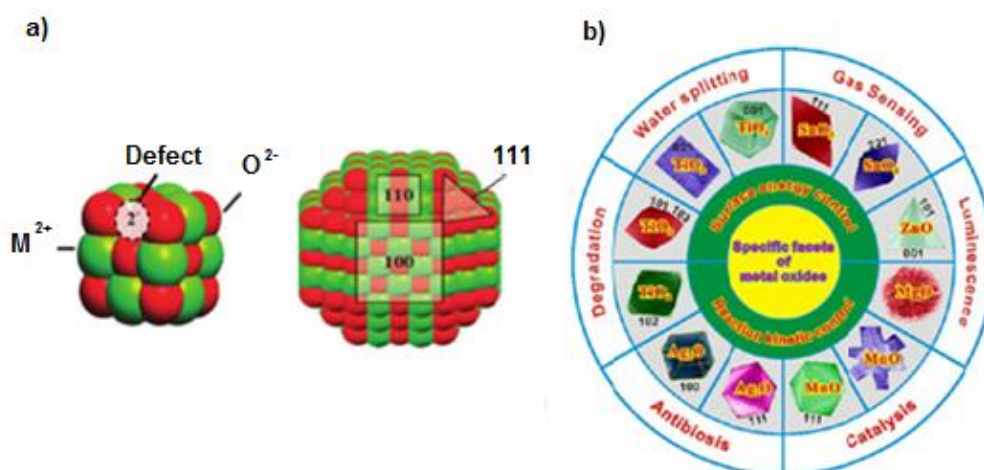 a)
Defect
O2-
M2+
2-
110
111
100
b)
Water splitting
Gas Sensing
Luminescence
Catalysis
Antibiosis
Degradation
001
TiO2
111
SnO2
221
SnO2
101
ZnO
001
MgO
MnO
MnO
111
Ag2O
111
Ag2O
100
TiO2
102
TiO2
101, 102
TiO2
Surface energy control
Specific facets
of
metal oxides
Reaction kinetic control